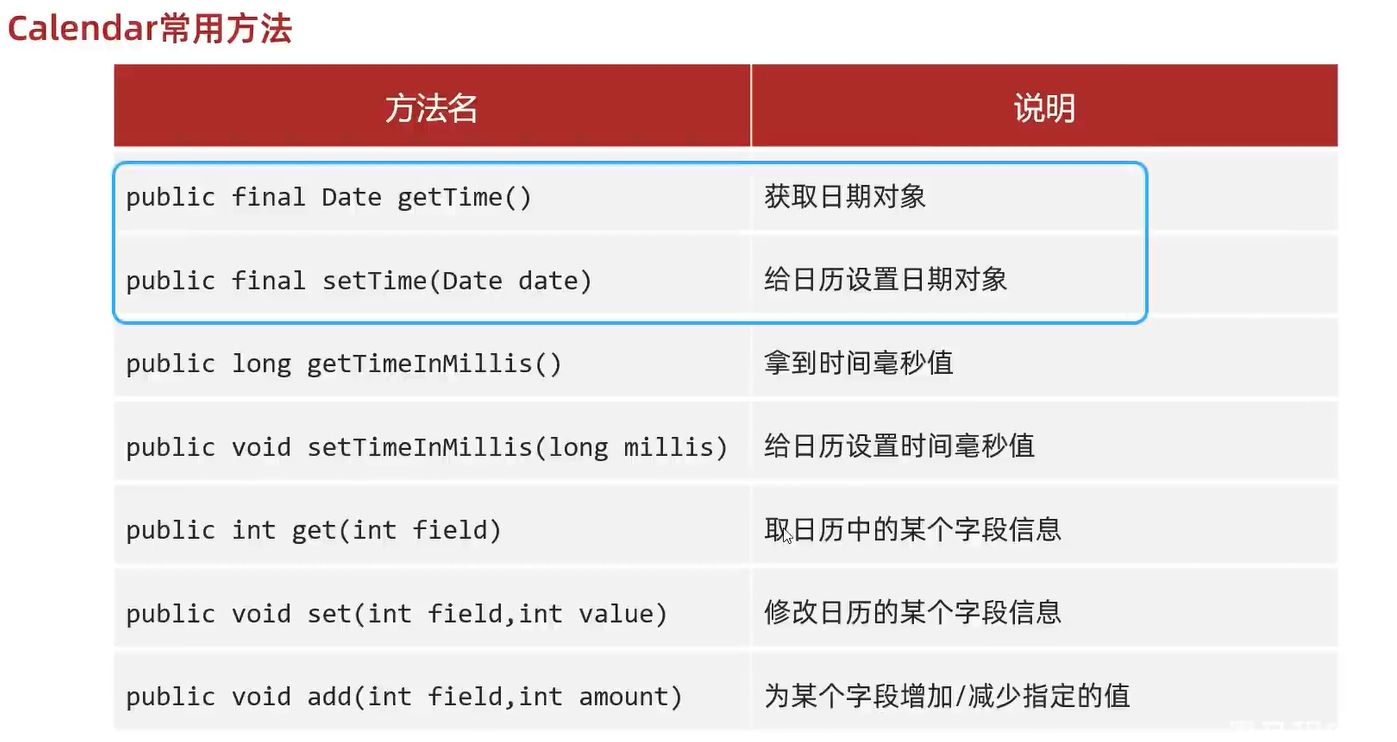 Calendar常用方法
方法名 说明
public final Date getTime() 获取日期对象
public final setTime(Date date) 给日历设置日期对象
public long getTimeInMillis() 拿到时间毫秒值
public void setTimeInMillis(long millis) 给日历设置时间毫秒值
public int get(int field) 取日历中的某个字段信息
public void set(int field,int value) 修改日历的某个字段信息
public void add(int field,int amount) 为某个字段增加/减少指定的值